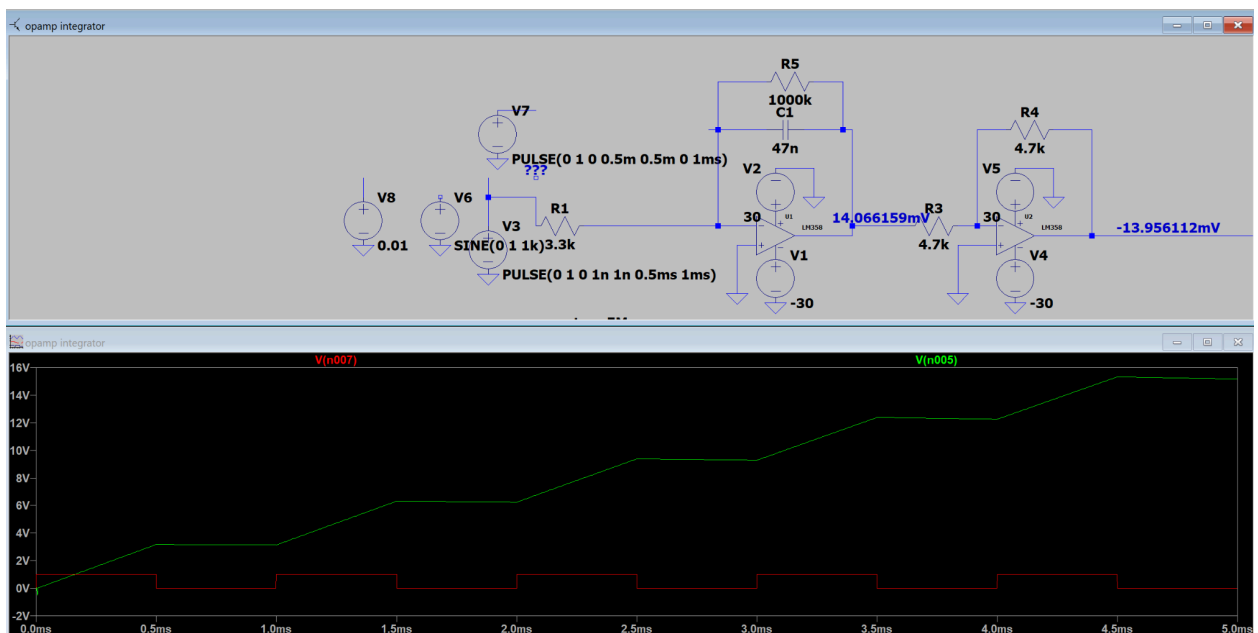 opamp integrator
R5
1000k
C1
47n
V7
PULSE(0 1 0 0.5m 0.5m 0 1ms)
???
R4
4.7k
V2
V5
V8
V6
R1
30
U1
14.066159mV
R3
30
U2
-13.956112mV
0.01
SINE(0 1 1k)
V3
3.3k
LM358
4.7k
LM358
PULSE(0 1 0 1n 1n 0.5ms 1ms)
V1
V4
-30
-30
opamp integrator
V(n007)
V(n005)
16V
14V
12V
10V
8V
6V
4V
2V
0V
-2V
0.0ms
0.5ms
1.0ms
1.5ms
2.0ms
2.5ms
3.0ms
3.5ms
4.0ms
4.5ms
5.0ms